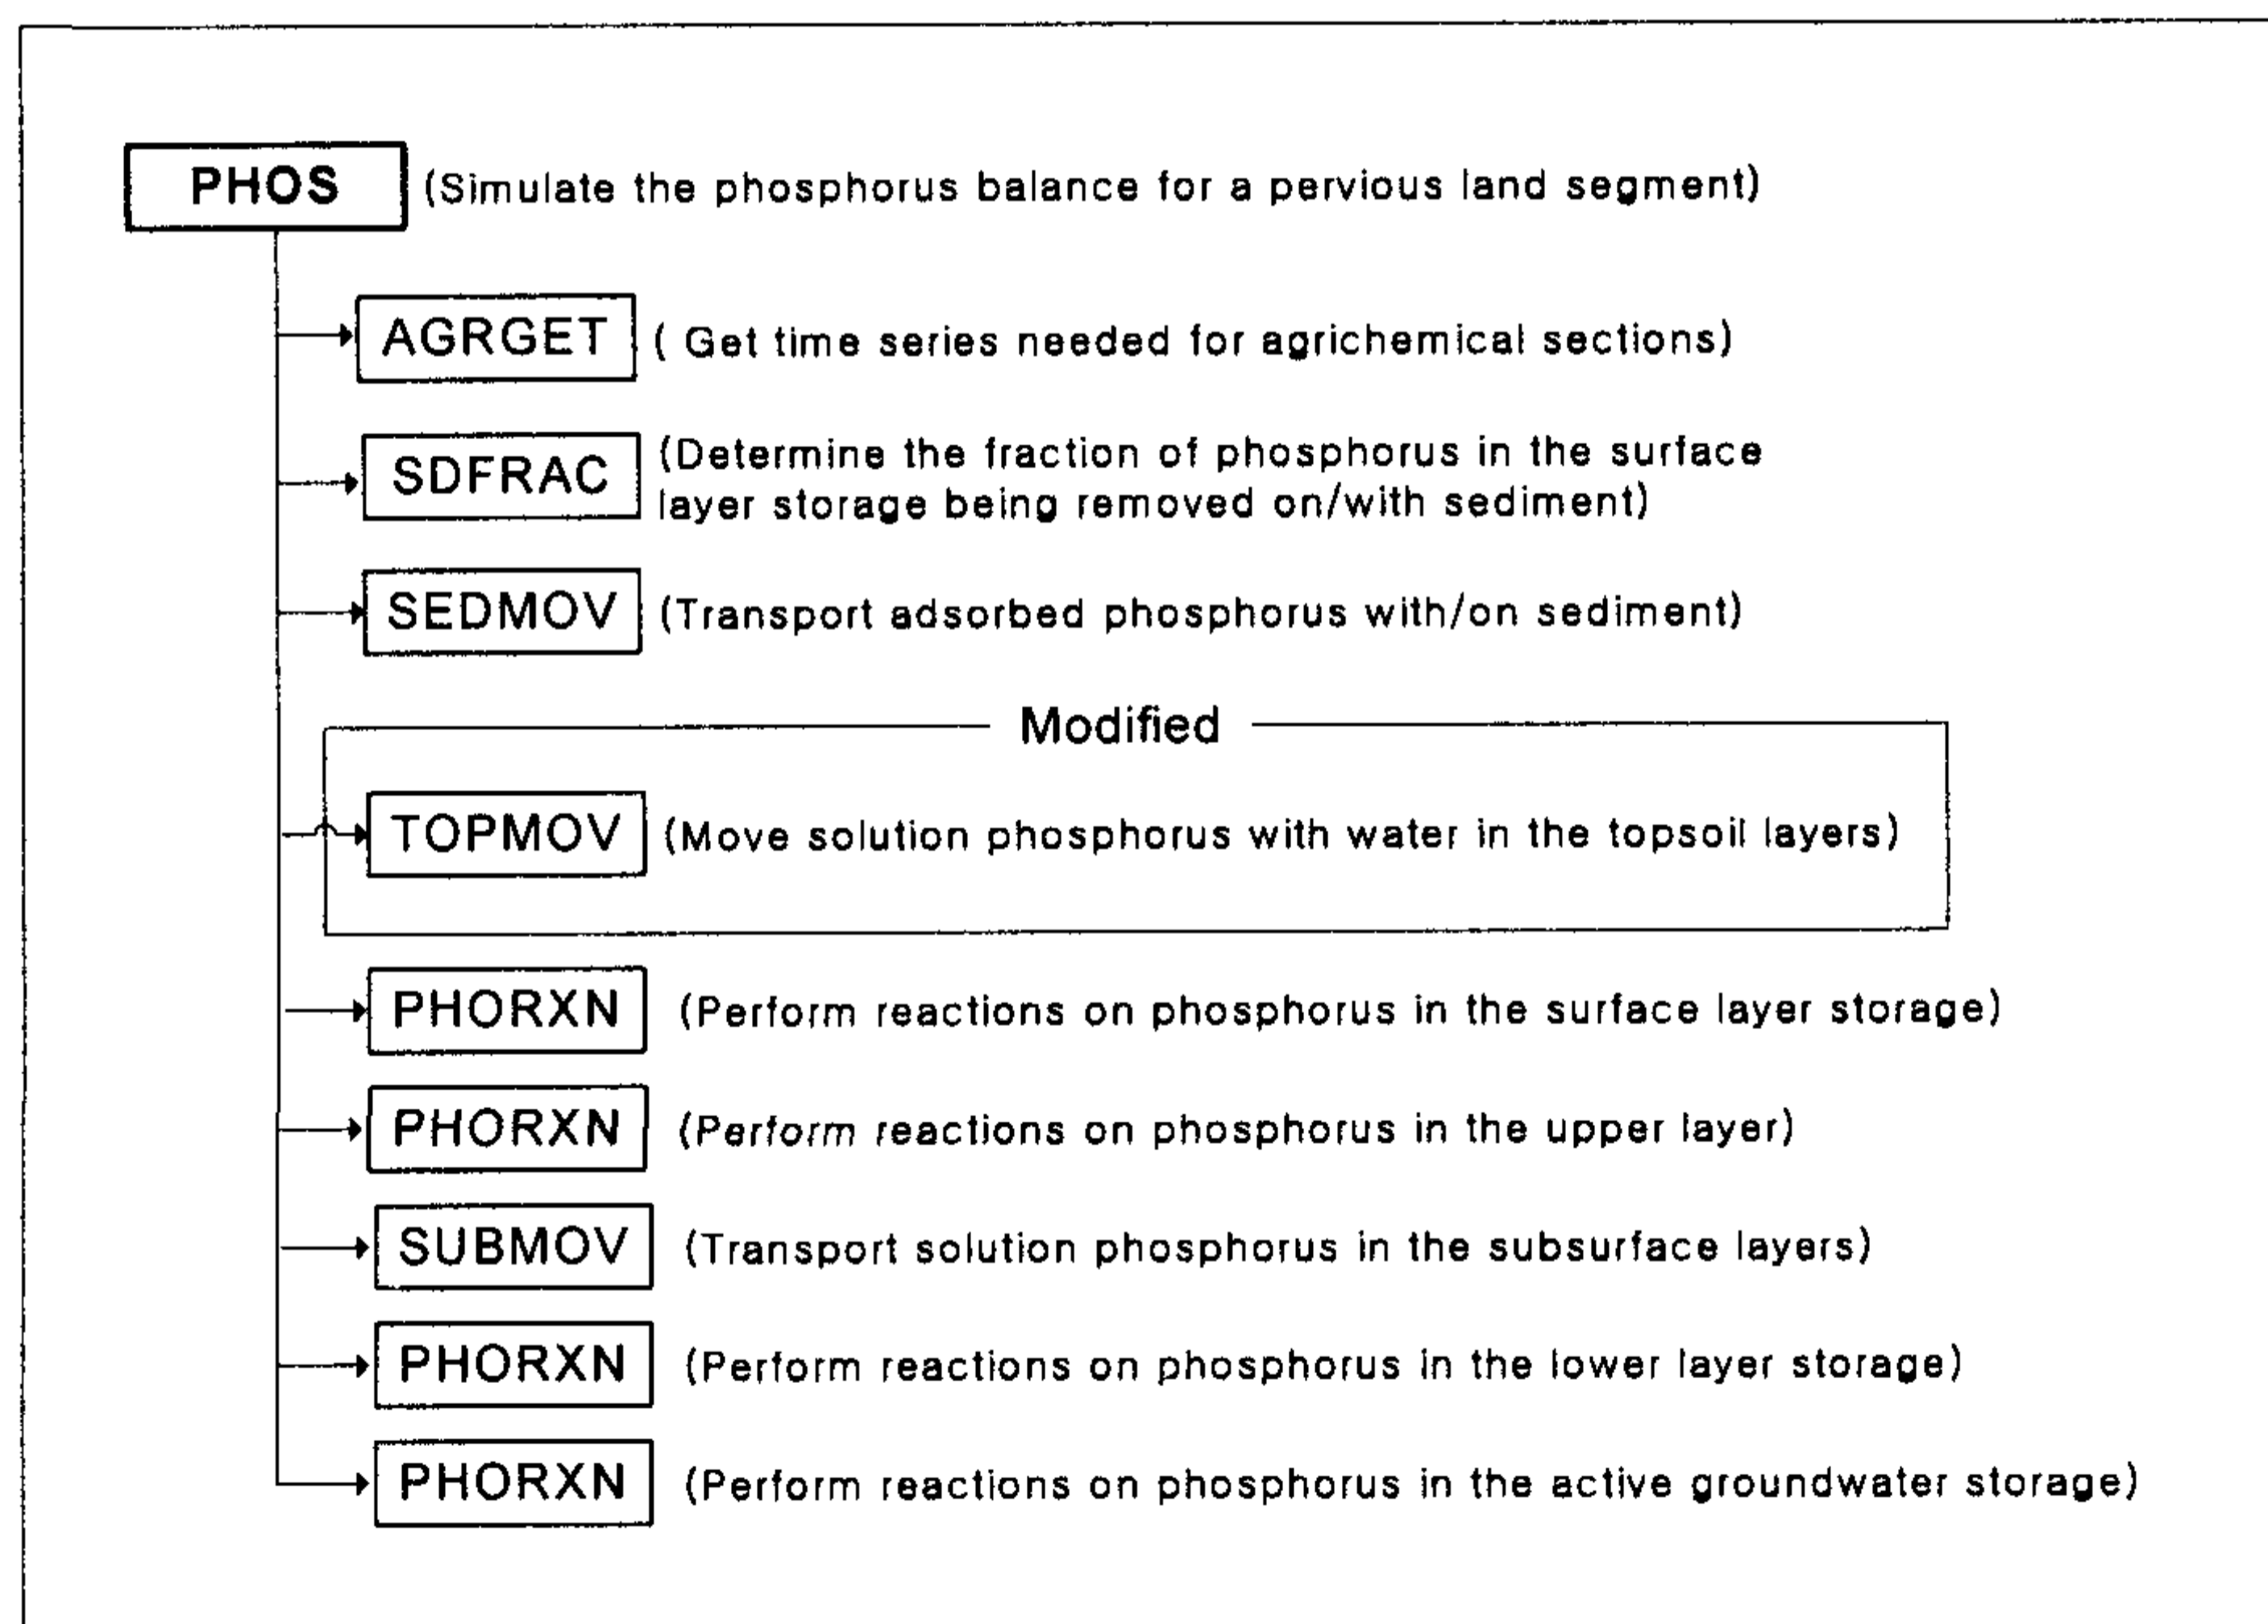 PHOS (Simulate the phosphorus balance for a pervious land segment)
AGRGET ( Get time series needed for agrichemical sections)
SDFRAC (Determine the fraction of phosphorus in the surface
layer storage being removed on/with sediment)
SEDMOV (Transport adsorbed phosphorus with/on sediment)
Modified
TOPMOV (Move solution phosphorus with water in the topsoil layers)
PHORXN (Perform reactions on phosphorus in the surface layer storage)
PHORXN (Perform reactions on phosphorus in the upper layer)
SUBMOV (Transport solution phosphorus in the subsurface layers)
PHORXN (Perform reactions on phosphorus in the lower layer storage)
PHORXN (Perform reactions on phosphorus in the active groundwater storage)